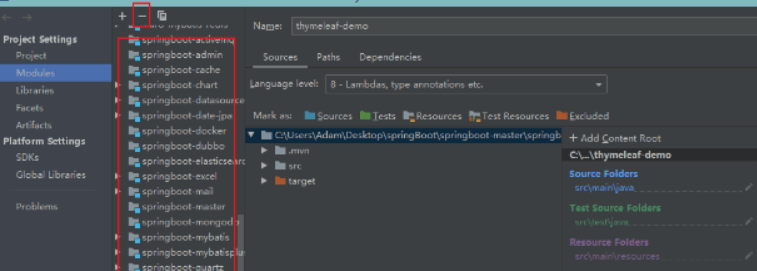 Project Settings
Project
Modules
Libraries
Facets
Artifacts
Platform Settings
SDKs
Global Libraries
Problems
springboot-activemq
springboot-admin
springboot-cache
springboot-chart
springboot-datasource
springboot-date-jpa
springboot-docker
springboot-dubbo
springboot-elasticsearc
springboot-excel
springboot-mail
springboot-master
springboot-mongodb
springboot-mybatis
springboot-mybatisplus
springboot-quartz
Name: thymeleaf-demo
Sources Paths Dependencies
Language level: 8 - Lambdas, type annotations etc.
Mark as: Sources Tests Resources Test Resources Excluded
C:\Users\Adam\Desktop\springBoot\springboot-master\springb
.mvn
src
target
+ Add Content Root
C:\...\thymeleaf-demo
Source Folders
src\main\java
Test Source Folders
src\test\java
Resource Folders
src\main\resources